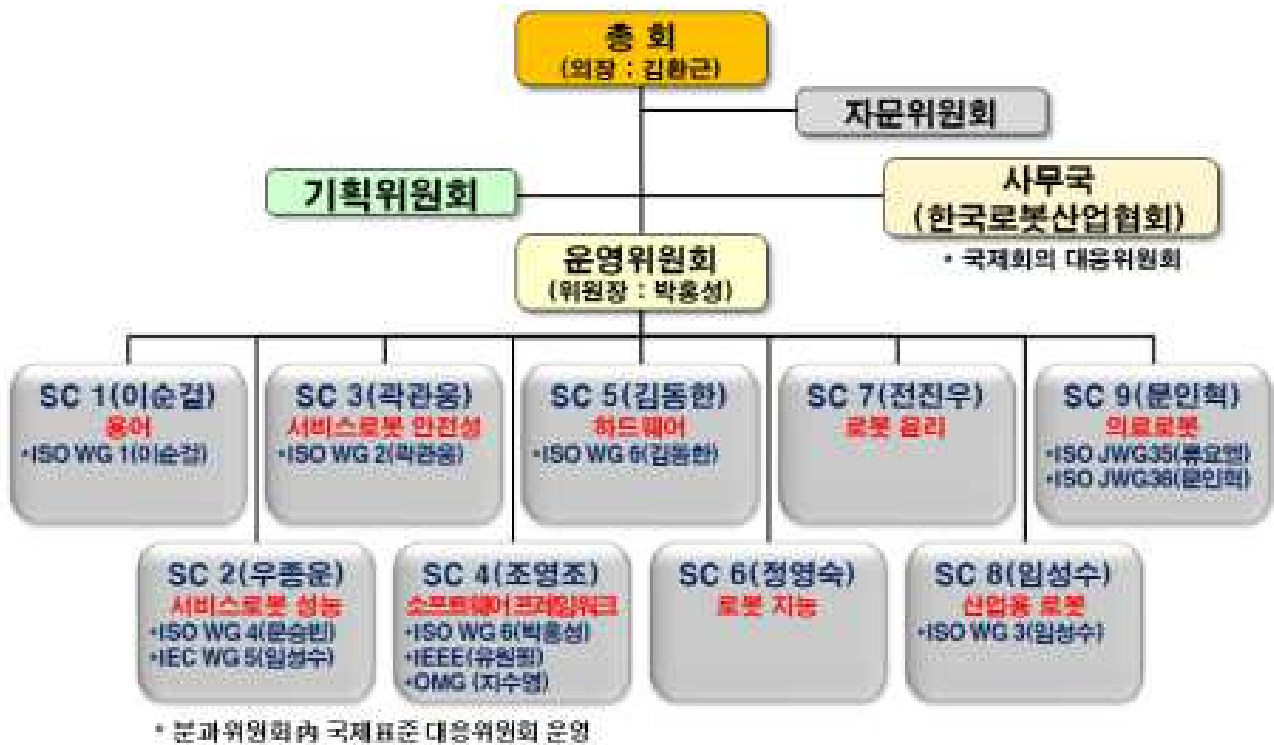 총 회
(의장 : 김환근)
자문위원회
기획위원회
사무국
(한국로봇산업협회)
• 국제회의 대응위원회
운영위원회
(위원장 : 박홍성)
SC 1(이순걸)
용어
•ISO WG 1(이순걸)
SC 3(곽관웅)
서비스로봇 안전성
•ISO WG 2(곽관웅)
SC 5(김동한)
하드웨어
•ISO WG 6(김동한)
SC 7(전진우)
로봇 윤리
SC 9(문인혁)
의료로봇
•ISO JWG35(류요엘)
•ISO JWG36(문인혁)
SC 2(우종운)
서비스로봇 성능
•ISO WG 4(문승빈)
•IEC WG 5(임성수)
SC 4(조영조)
소프트웨어 프레임워크
•ISO WG 6(박홍성)
•IEEE(유원필)
•OMG (지수영)
SC 6(정영숙)
로봇 지능
SC 8(임성수)
산업용 로봇
•ISO WG 3(임성수)
• 분과위원회 內 국제표준 대응위원회 운영